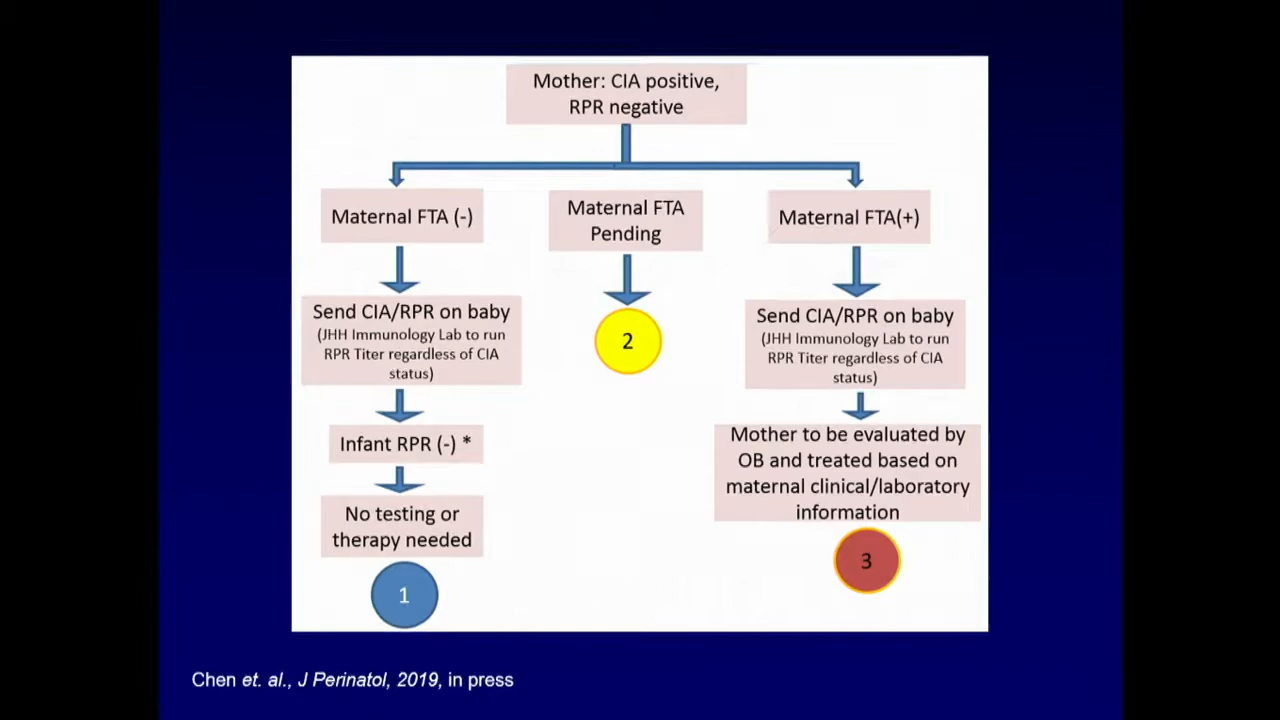 Mother: CIA positive,
RPR negative
Maternal FTA (-)
Send CIA/RPR on baby
(JHH Immunology Lab to run
RPR Titer regardless of CIA
status)
Infant RPR (-) *
No testing or
therapy needed
1
Maternal FTA
Pending
2
Maternal FTA(+)
Send CIA/RPR on baby
(JHH Immunology Lab to run
RPR Titer regardless of CIA
status)
Mother to be evaluated by
OB and treated based on
maternal clinical/laboratory
information
3
Chen et. al., J Perinatol, 2019, in press